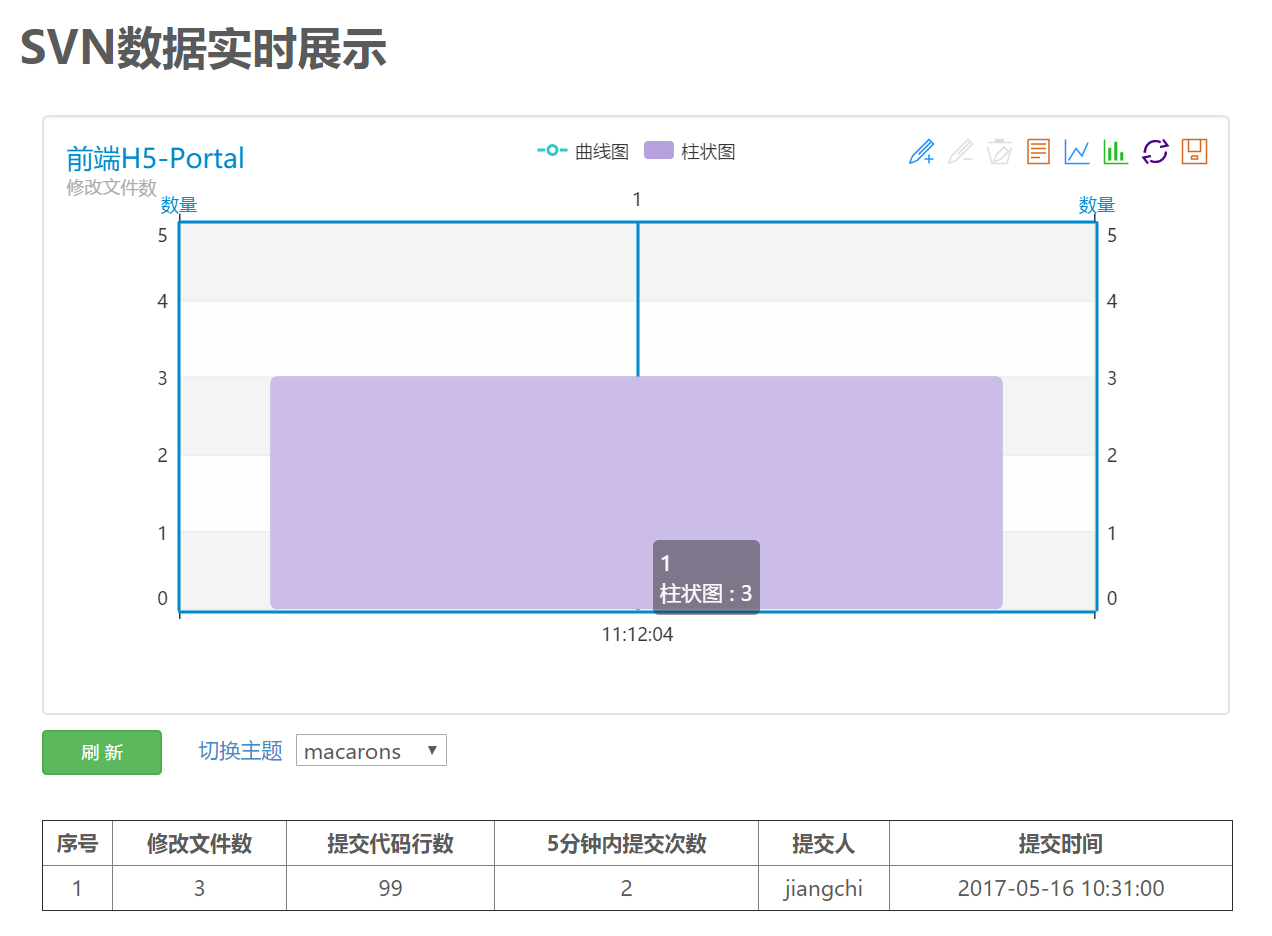 SVN数据实时展示
前端H5-Portal
修改文件数
曲线图 柱状图
数量 1 数量
5 5
4 4
3 3
2 2
1 1
0 0
1
柱状图 : 3
11:12:04
刷 新 切换主题 macarons
序号 修改文件数 提交代码行数 5分钟内提交次数 提交人 提交时间
1 3 99 2 jiangchi 2017-05-16 10:31:00